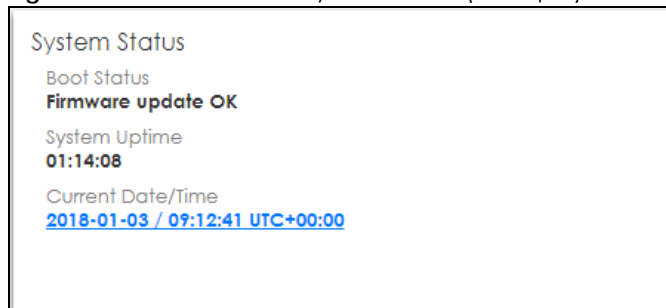 System Status
Boot Status
Firmware update OK
System Uptime
01:14:08
Current Date/Time
2018-01-03 / 09:12:41 UTC+00:00